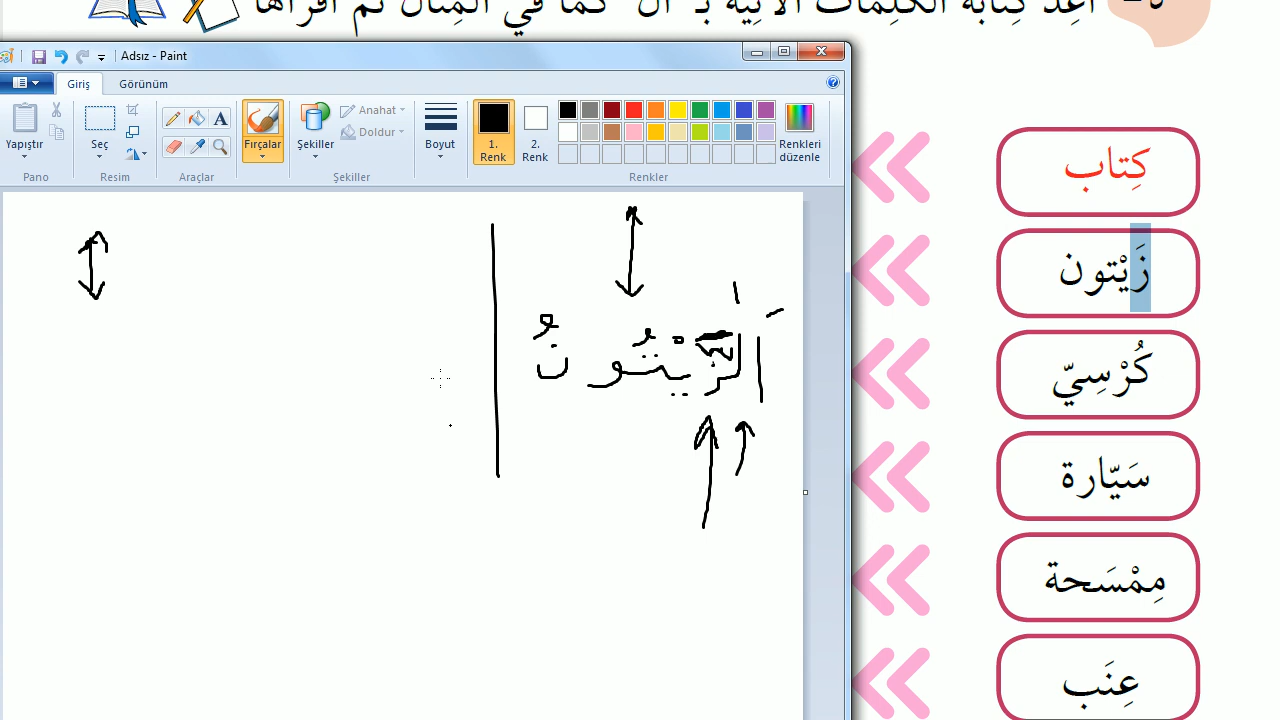 ٥- أَعِدْ كِتابَةَ الكَلِمات الآتِيَة بـ "ال" كَما في المِثال ثُمَّ اقْرَأْها
Adsız - Paint
Giriş Görünüm
Yapıştır
Seç
Fırçalar
Şekiller
Anahat
Doldur
Boyut
1. Renk
2. Renk
Renkleri düzenle
Pano Resim Araçlar Şekiller Renkler
كِتاب
زَيْتون
كُرْسِيّ
سَيّارة
مِمْسَحة
عِنَب
الزَّيْتُونُ